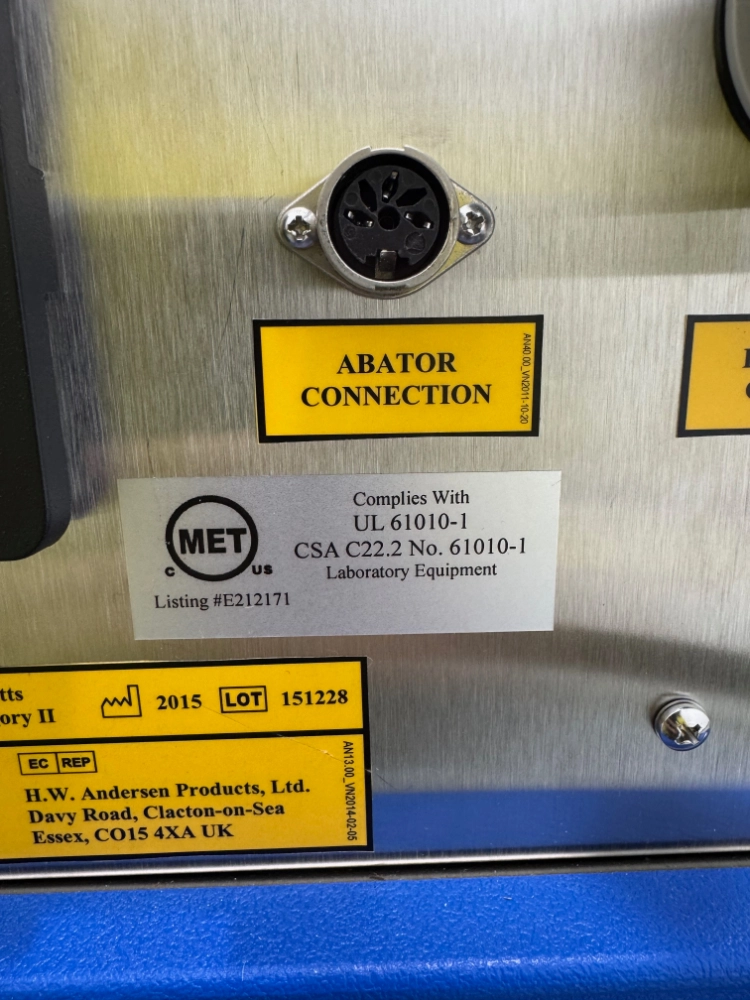 ABATOR
CONNECTION
AN40.00_VN2011-10-20
MET
C US
Complies With
UL 61010-1
CSA C22.2 No. 61010-1
Laboratory Equipment
Listing #E212171
tts
ory II
2015 LOT 151228
EC REP
H.W. Andersen Products, Ltd.
Davy Road, Clacton-on-Sea
Essex, CO15 4XA UK
AN13.00_VN2014-02-05